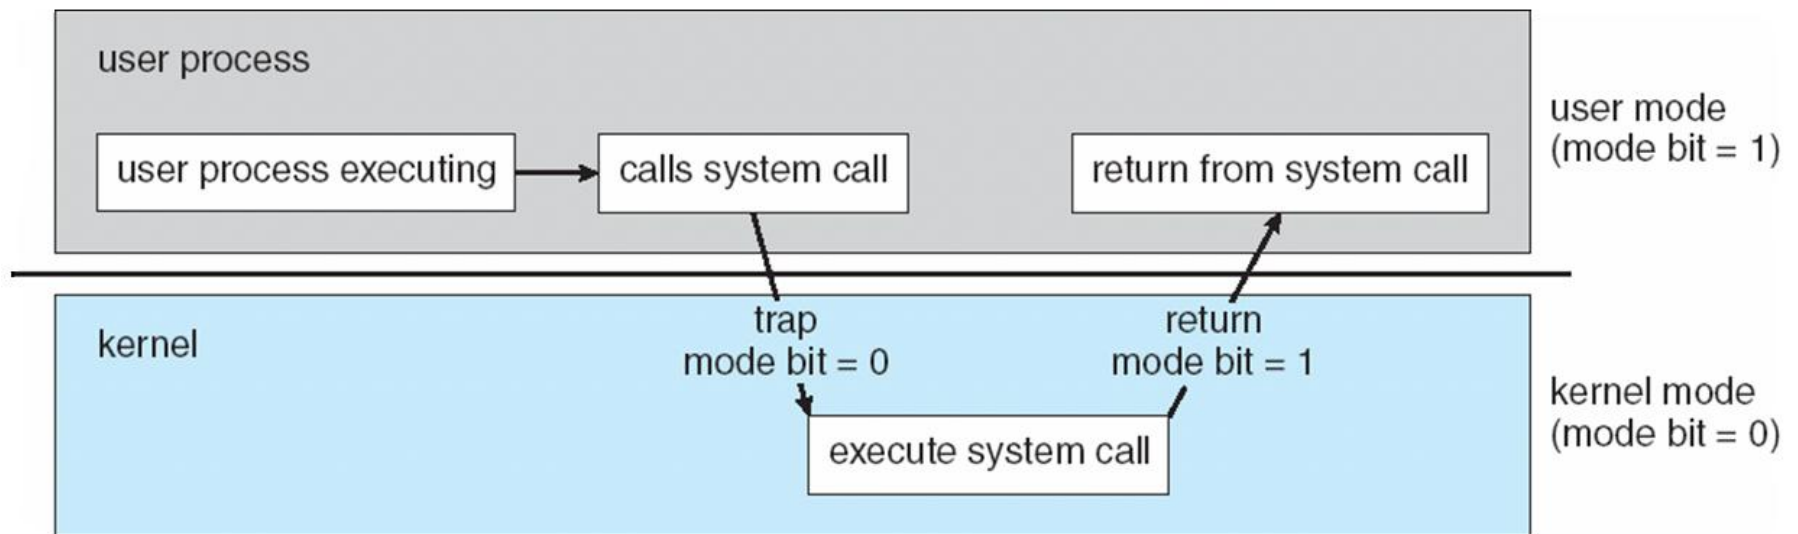 user process
user process executing
calls system call
return from system call
user mode
(mode bit = 1)
kernel
trap
mode bit = 0
return
mode bit = 1
execute system call
kernel mode
(mode bit = 0)